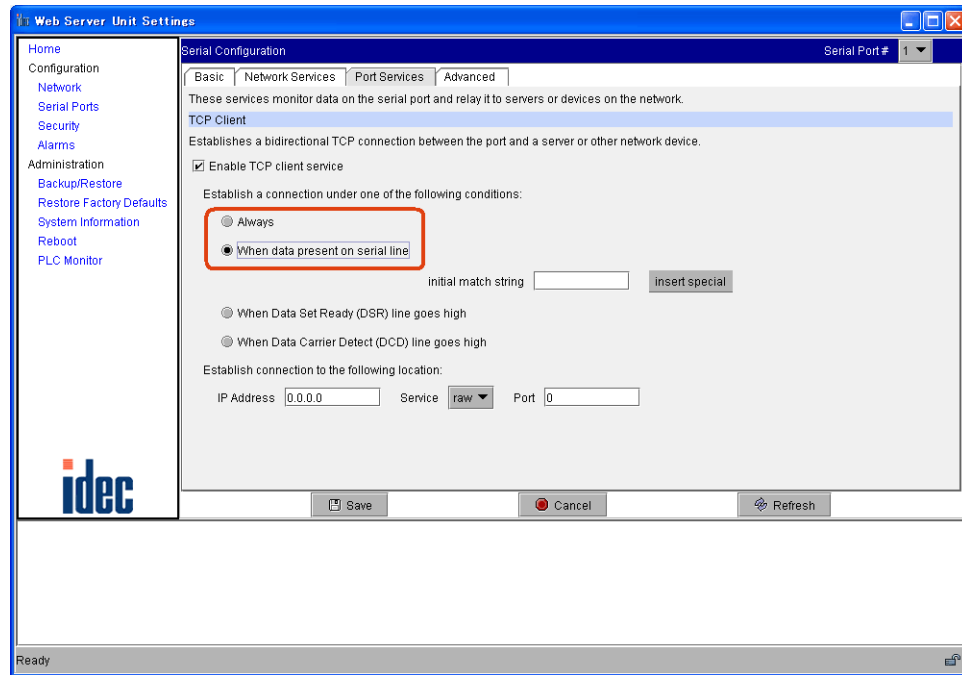 Web Server Unit Settings
Home
Configuration
Network
Serial Ports
Security
Alarms
Administration
Backup/Restore
Restore Factory Defaults
System Information
Reboot
PLC Monitor
idec
Serial Configuration Serial Port# 1
Basic Network Services Port Services Advanced
These services monitor data on the serial port and relay it to servers or devices on the network.
TCP Client
Establishes a bidirectional TCP connection between the port and a server or other network device.
Enable TCP client service
Establish a connection under one of the following conditions:
Always
When data present on serial line
initial match string insert special
When Data Set Ready (DSR) line goes high
When Data Carrier Detect (DCD) line goes high
Establish connection to the following location:
IP Address 0.0.0.0 Service raw Port 0
Save Cancel Refresh
Ready